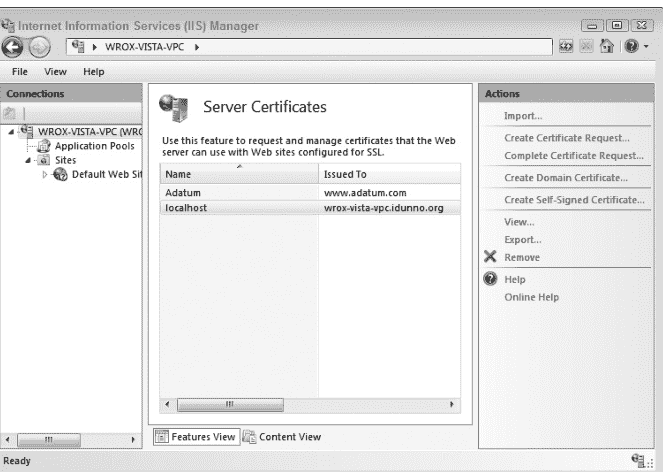 Internet Information Services (IIS) Manager
WROX-VISTA-VPC
File View Help
Connections
WROX-VISTA-VPC (WRO
Application Pools
Sites
Default Web Sit
Server Certificates
Use this feature to request and manage certificates that the Web
server can use with Web sites configured for SSL.
Name Issued To
Adatum www.adatum.com
localhost wrox-vista-vpc.idunno.org
Features View Content View
Actions
Import...
Create Certificate Request...
Complete Certificate Request...
Create Domain Certificate...
Create Self-Signed Certificate...
View...
Export...
Remove
Help
Online Help
Ready